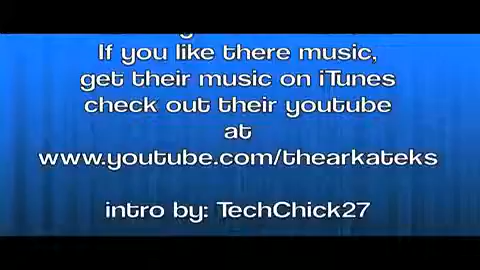 If you like there music,
get their music on iTunes
check out their youtube
at
www.youtube.com/thearkateks
intro by: TechChick27